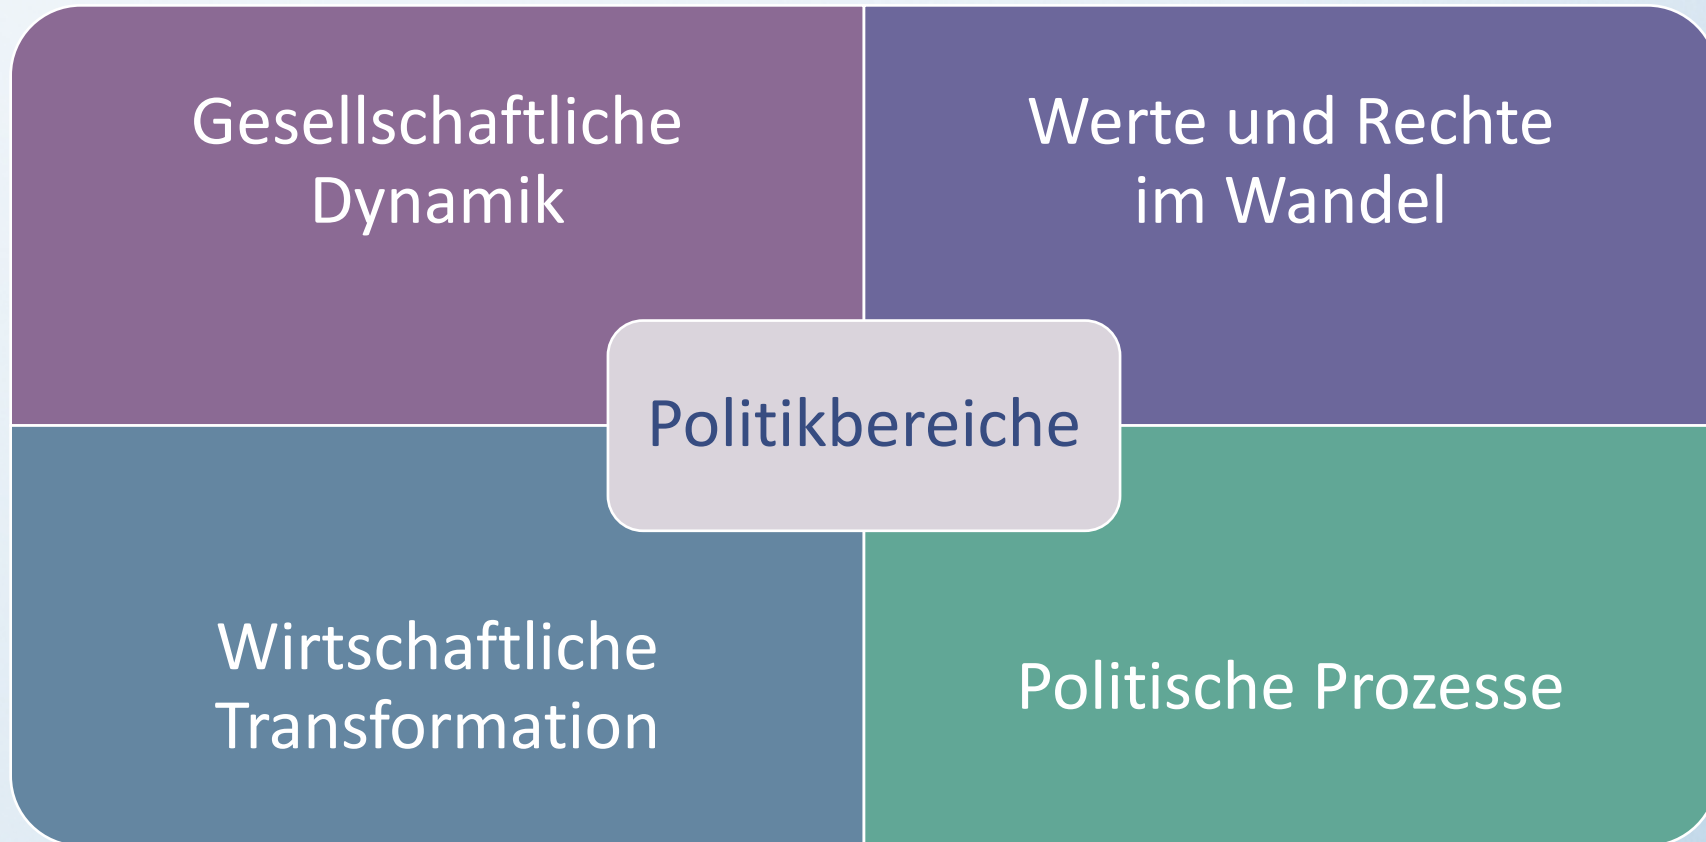 Gesellschaftliche
Dynamik
Werte und Rechte
im Wandel
Politikbereiche
Wirtschaftliche
Transformation
Politische Prozesse